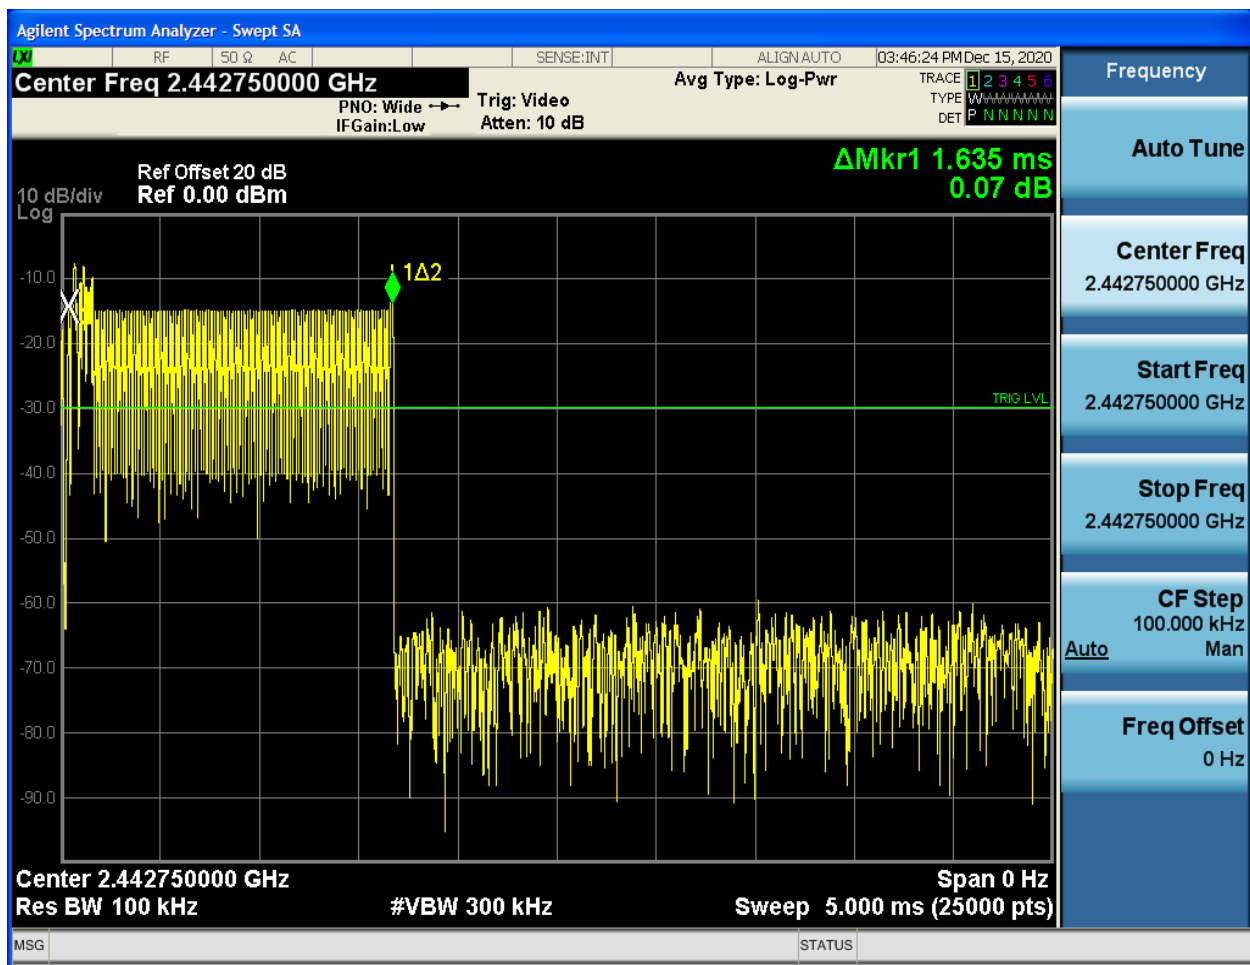 Agilent Spectrum Analyzer - Swept SA
LXI RF 50 Ω AC SENSE:INT ALIGN AUTO 03:46:24 PM Dec 15, 2020
Center Freq 2.442750000 GHz
PNO: Wide
IFGain:Low
Trig: Video
Atten: 10 dB
Avg Type: Log-Pwr
TRACE 1 2 3 4 5 6
TYPE W
DET P N N N N N
ΔMkr1 1.635 ms
0.07 dB
Ref Offset 20 dB
10 dB/div Ref 0.00 dBm
Log
1Δ2
-10.0
-20.0
-30.0
TRIG LVL
-40.0
-50.0
-60.0
-70.0
-80.0
-90.0
Center 2.442750000 GHz Span 0 Hz
Res BW 100 kHz #VBW 300 kHz Sweep 5.000 ms (25000 pts)
MSG STATUS
Frequency
Auto Tune
Center Freq
2.442750000 GHz
Start Freq
2.442750000 GHz
Stop Freq
2.442750000 GHz
CF Step
100.000 kHz
Auto Man
Freq Offset
0 Hz